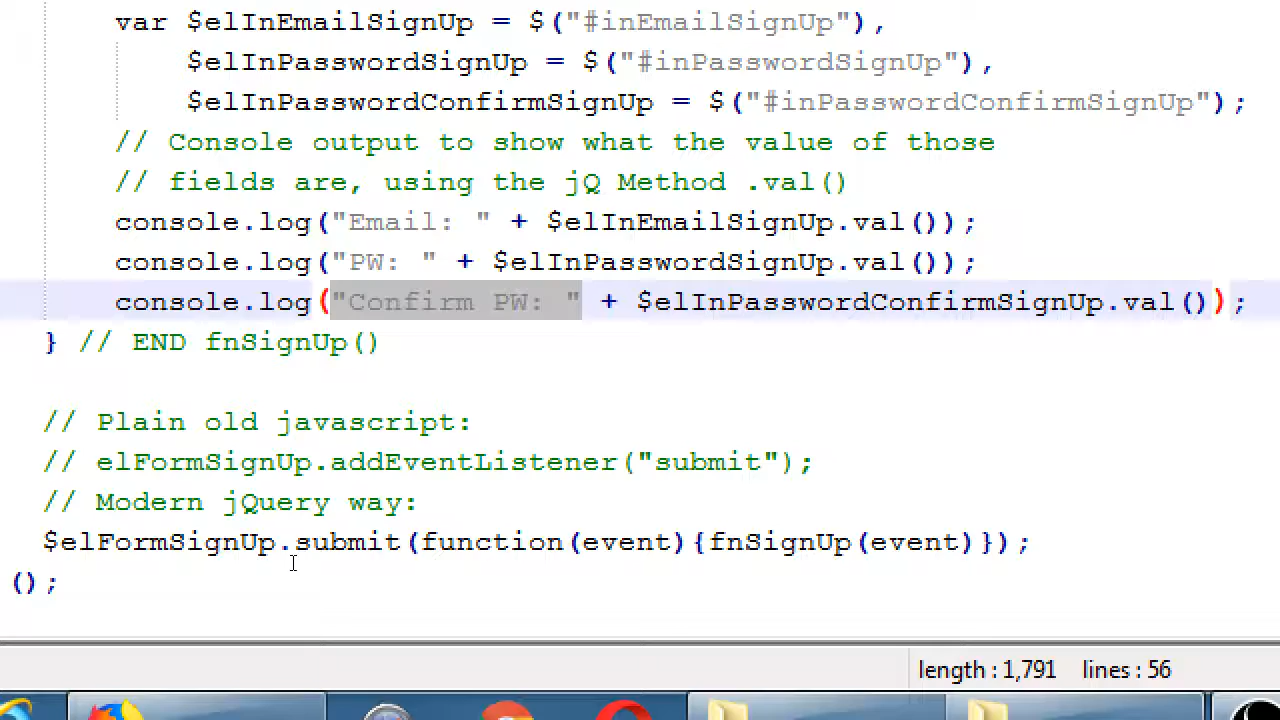 var $elInEmailSignUp = $("#inEmailSignUp"),
$elInPasswordSignUp = $("#inPasswordSignUp"),
$elInPasswordConfirmSignUp = $("#inPasswordConfirmSignUp");
// Console output to show what the value of those
// fields are, using the jQ Method .val()
console.log("Email: " + $elInEmailSignUp.val());
console.log("PW: " + $elInPasswordSignUp.val());
console.log("Confirm PW: " + $elInPasswordConfirmSignUp.val());
} // END fnSignUp()
// Plain old javascript:
// elFormSignUp.addEventListener("submit");
// Modern jQuery way:
$elFormSignUp.submit(function(event){fnSignUp(event)});
();
length : 1,791 lines : 56